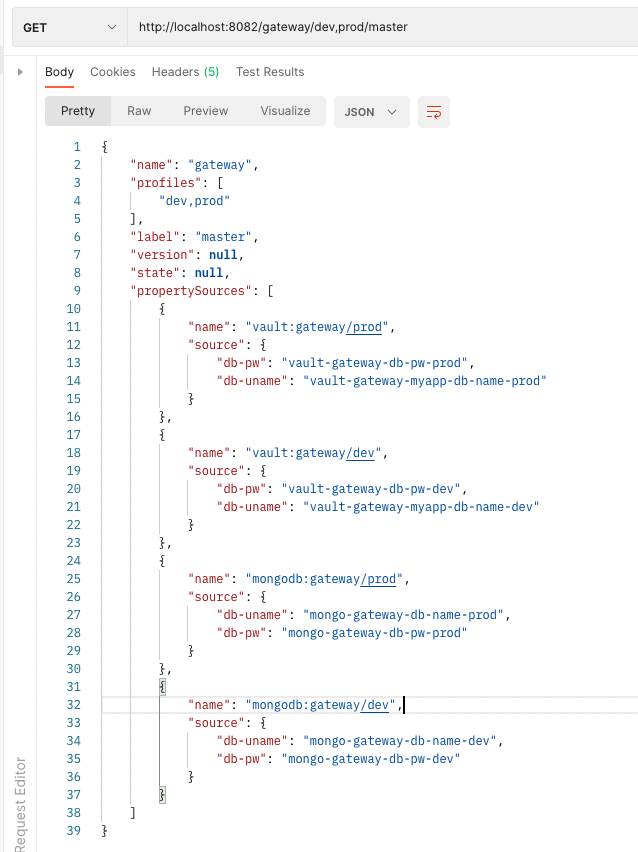 GET http://localhost:8082/gateway/dev,prod/master
Body Cookies Headers (5) Test Results
Pretty Raw Preview Visualize JSON
1 {
2 "name": "gateway",
3 "profiles": [
4 "dev,prod"
5 ],
6 "label": "master",
7 "version": null,
8 "state": null,
9 "propertySources": [
10 {
11 "name": "vault:gateway/prod",
12 "source": {
13 "db-pw": "vault-gateway-db-pw-prod",
14 "db-uname": "vault-gateway-myapp-db-name-prod"
15 }
16 },
17 {
18 "name": "vault:gateway/dev",
19 "source": {
20 "db-pw": "vault-gateway-db-pw-dev",
21 "db-uname": "vault-gateway-myapp-db-name-dev"
22 }
23 },
24 {
25 "name": "mongodb:gateway/prod",
26 "source": {
27 "db-uname": "mongo-gateway-db-name-prod",
28 "db-pw": "mongo-gateway-db-pw-prod"
29 }
30 },
31 {
32 "name": "mongodb:gateway/dev",
33 "source": {
34 "db-uname": "mongo-gateway-db-name-dev",
35 "db-pw": "mongo-gateway-db-pw-dev"
36 }
37 }
38 ]
39 }
Request Editor